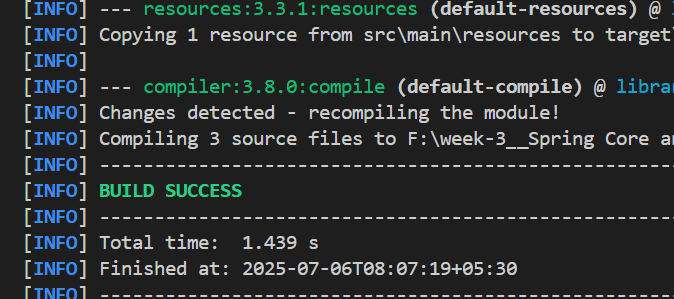 [INFO] --- resources:3.3.1:resources (default-resources) @
[INFO] Copying 1 resource from src\main\resources to target
[INFO]
[INFO] --- compiler:3.8.0:compile (default-compile) @ librar
[INFO] Changes detected - recompiling the module!
[INFO] Compiling 3 source files to F:\week-3__Spring Core an
[INFO] ------------------------------------------------------
[INFO] BUILD SUCCESS
[INFO] ------------------------------------------------------
[INFO] Total time:  1.439 s
[INFO] Finished at: 2025-07-06T08:07:19+05:30
[INFO] ------------------------------------------------------